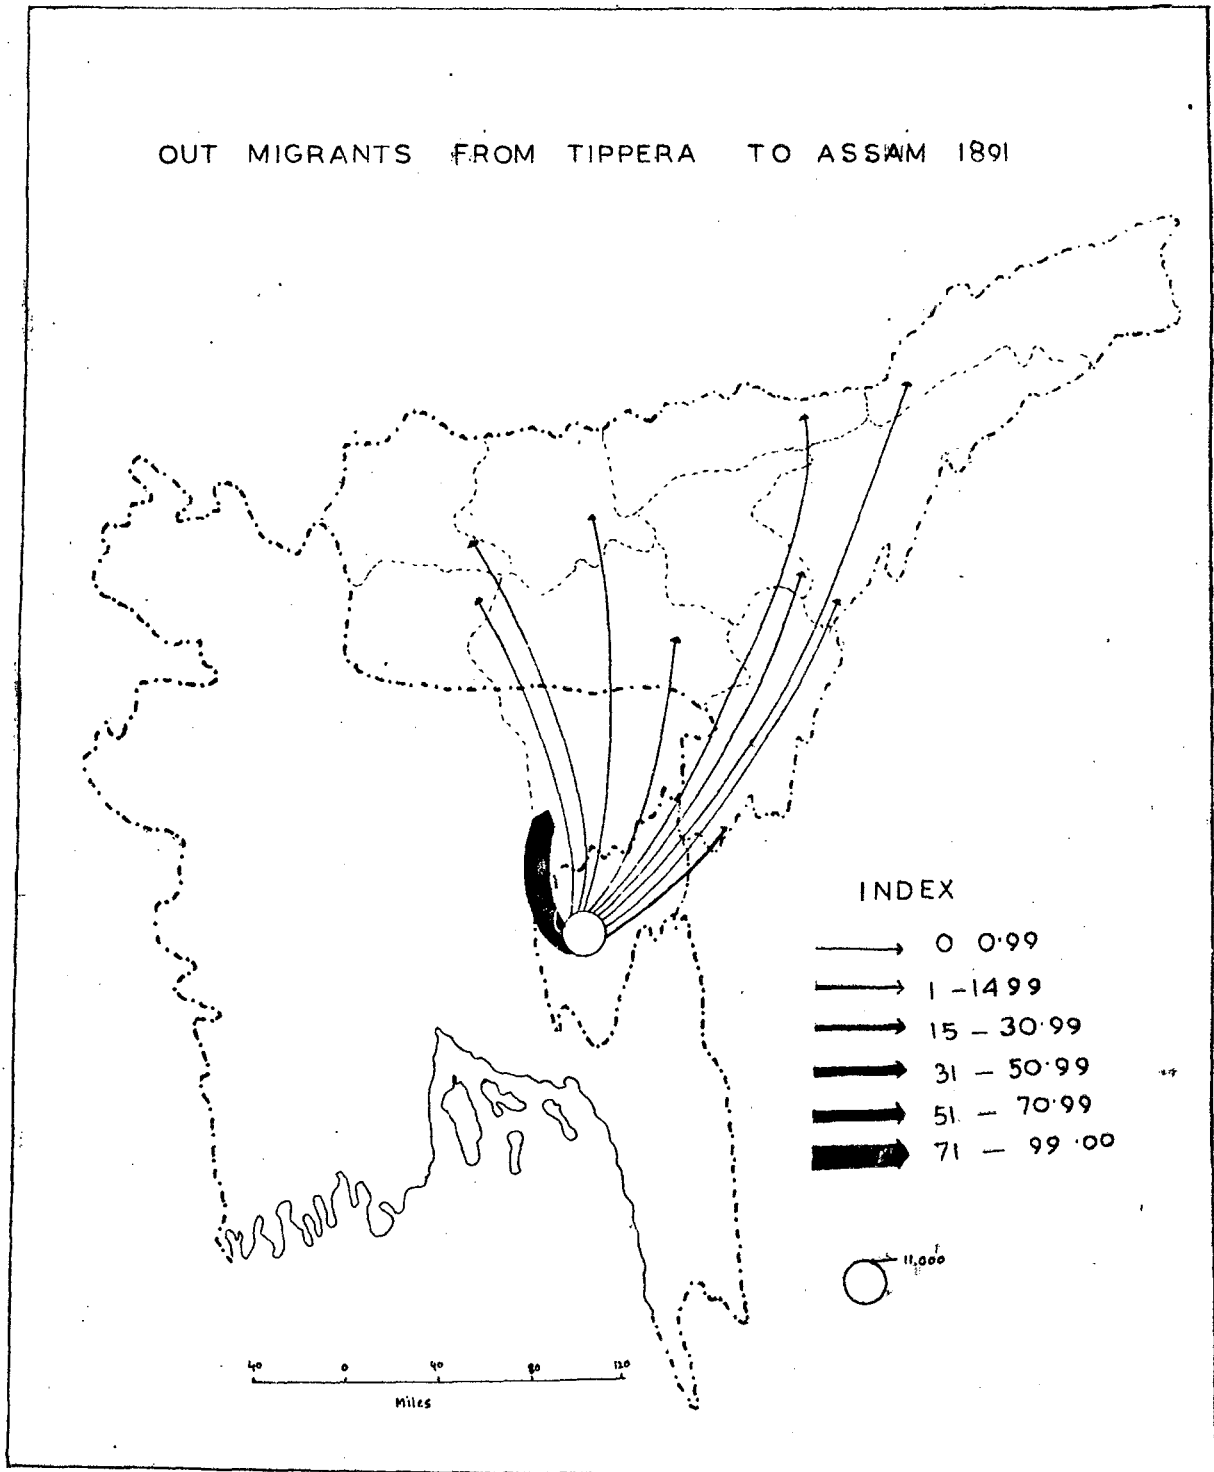 OUT MIGRANTS FROM TIPPERA TO ASSAM 1891
INDEX
0 0.99
1 – 14 99
15 – 30.99
31 – 50.99
51 – 70.99
71 – 99.00
11,000
40 0 40 80 120
Miles